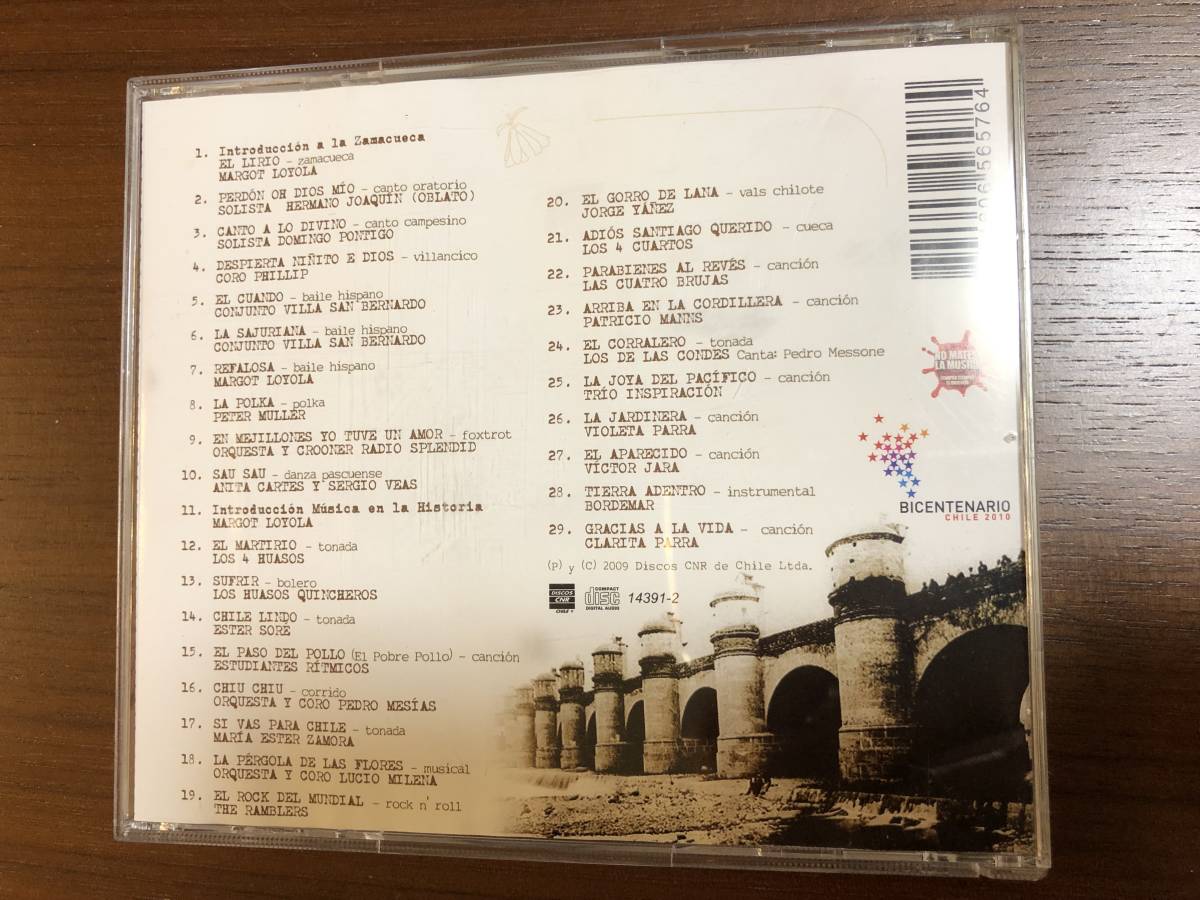 1. Introducción a la Zamacueca
EL LIRIO - zamacueca
MARGOT LOYOLA
2. PERDÓN OH DIOS MÍO - canto oratorio
SOLISTA HERMANO JOAQUÍN (OBLATO)
3. CANTO A LO DIVINO - canto campesino
SOLISTA DOMINGO PONTIGO
4. DESPIERTA NIÑITO E DIOS - villancico
CORO PHILLIP
5. EL CUANDO - baile hispano
CONJUNTO VILLA SAN BERNARDO
6. LA SAJURIANA - baile hispano
CONJUNTO VILLA SAN BERNARDO
7. REFALOSA - baile hispano
MARGOT LOYOLA
8. LA POLKA - polka
PETER MULLER
9. EN MEJILLONES YO TUVE UN AMOR - foxtrot
ORQUESTA Y CROONER RADIO SPLENDID
10. SAU SAU - danza pascuense
ANITA CARTES Y SERGIO VEAS
11. Introducción Música en la Historia
MARGOT LOYOLA
12. EL MARTIRIO - tonada
LOS 4 HUASOS
13. SUFRIR - bolero
LOS HUASOS QUINCHEROS
14. CHILE LINDO - tonada
ESTER SORE
15. EL PASO DEL POLLO (El Pobre Pollo) - canción
ESTUDIANTES RÍTMICOS
16. CHIU CHIU - corrido
ORQUESTA Y CORO PEDRO MESÍAS
17. SI VAS PARA CHILE - tonada
MARÍA ESTER ZAMORA
18. LA PÉRGOLA DE LAS FLORES - musical
ORQUESTA Y CORO LUCIO MILENA
19. EL ROCK DEL MUNDIAL - rock n' roll
THE RAMBLERS
20. EL GORRO DE LANA - vals chilote
JORGE YÁÑEZ
21. ADIÓS SANTIAGO QUERIDO - cueca
LOS 4 CUARTOS
22. PARABIENES AL REVÉS - canción
LAS CUATRO BRUJAS
23. ARRIBA EN LA CORDILLERA - canción
PATRICIO MANNS
24. EL CORRALERO - tonada
LOS DE LAS CONDES Canta: Pedro Messone
25. LA JOYA DEL PACÍFICO - canción
TRÍO INSPIRACIÓN
26. LA JARDINERA - canción
VIOLETA PARRA
27. EL APARECIDO - canción
VÍCTOR JARA
28. TIERRA ADENTRO - instrumental
BORDEMAR
29. GRACIAS A LA VIDA - canción
CLARITA PARRA
(P) y (C) 2009 Discos CNR de Chile Ltda.
DISCOS
CNR
CHILE
COMPACT
disc
DIGITAL AUDIO
14391-2
565764
NO MATES
LA MUSICA
BICENTENARIO
CHILE 2010